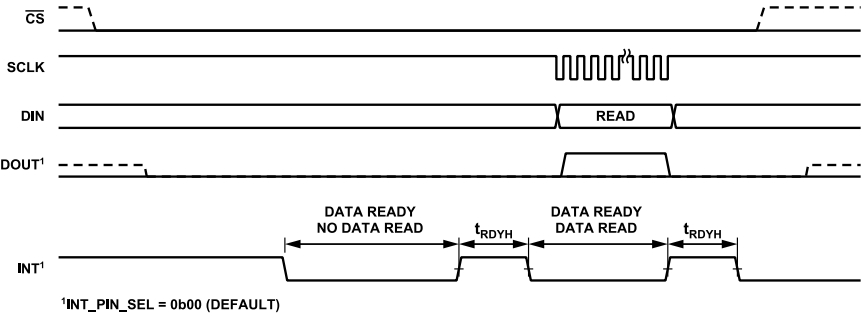 CS
SCLK
DIN
READ
DOUT1
DATA READY
NO DATA READ
tRDYH
DATA READY
DATA READ
tRDYH
INT1
1INT_PIN_SEL = 0b00 (DEFAULT)